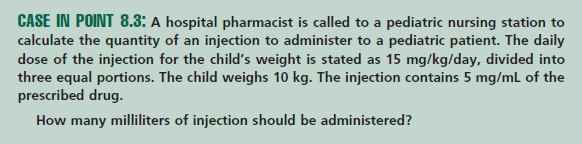 CASE IN POINT 8.3: A hospital pharmacist is called to a pediatric nursing station to
calculate the quantity of an injection to administer to a pediatric patient. The daily
dose of the injection for the child's weight is stated as 15 mg/kg/day, divided into
three equal portions. The child weighs 10 kg. The injection contains 5 mg/mL of the
prescribed drug.
How many milliliters of injection should be administered?